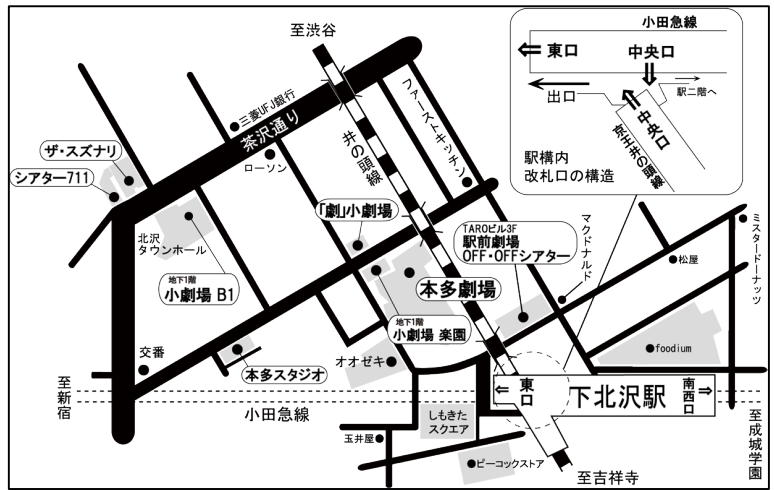 至渋谷
三菱UFJ銀行
茶沢通り
ローソン
井の頭線
ファーストキッチン
ザ・スズナリ
シアター711
北沢
タウンホール
地下1階
小劇場 B1
「劇」小劇場
本多劇場
地下1階
小劇場 楽園
TAROビル3F
駅前劇場
OFF・OFFシアター
マクドナルド
松屋
ミスタードーナッツ
foodium
交番
本多スタジオ
オオゼキ
至新宿
小田急線
東口
下北沢駅
南西口
至成城学園
しもきた
スクエア
玉井屋
ピーコックストア
至吉祥寺
小田急線
東口
中央口
出口
駅二階へ
中央口
京王井の頭線
駅構内
改札口の構造